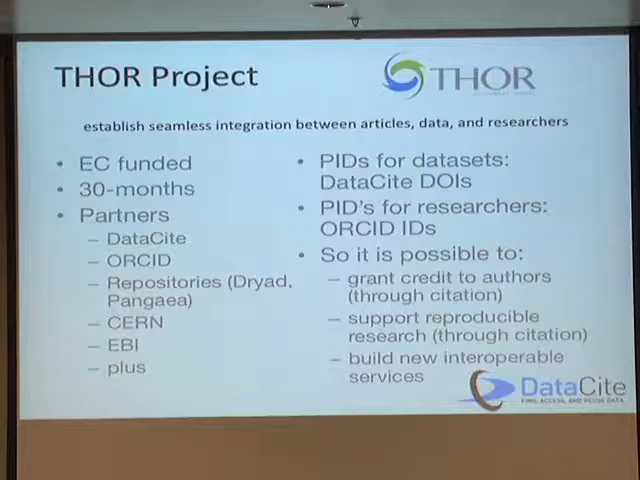 THOR Project
THOR
establish seamless integration between articles, data, and researchers
• EC funded
• 30-months
• Partners
– DataCite
– ORCID
– Repositories (Dryad,
Pangaea)
– CERN
– EBI
– plus
• PIDs for datasets:
DataCite DOIs
• PID's for researchers:
ORCID IDs
• So it is possible to:
– grant credit to authors
(through citation)
– support reproducible
research (through citation)
– build new interoperable
services
DataCite
FIND, ACCESS, AND REUSE DATA